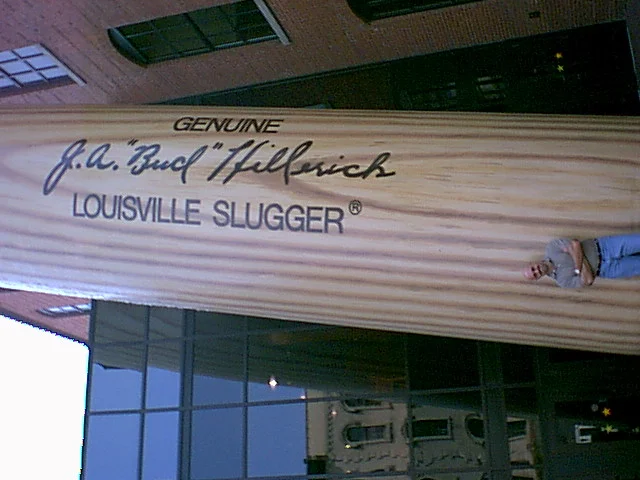 GENUINE
J.A. "Bud" Hillerich
LOUISVILLE SLUGGER®